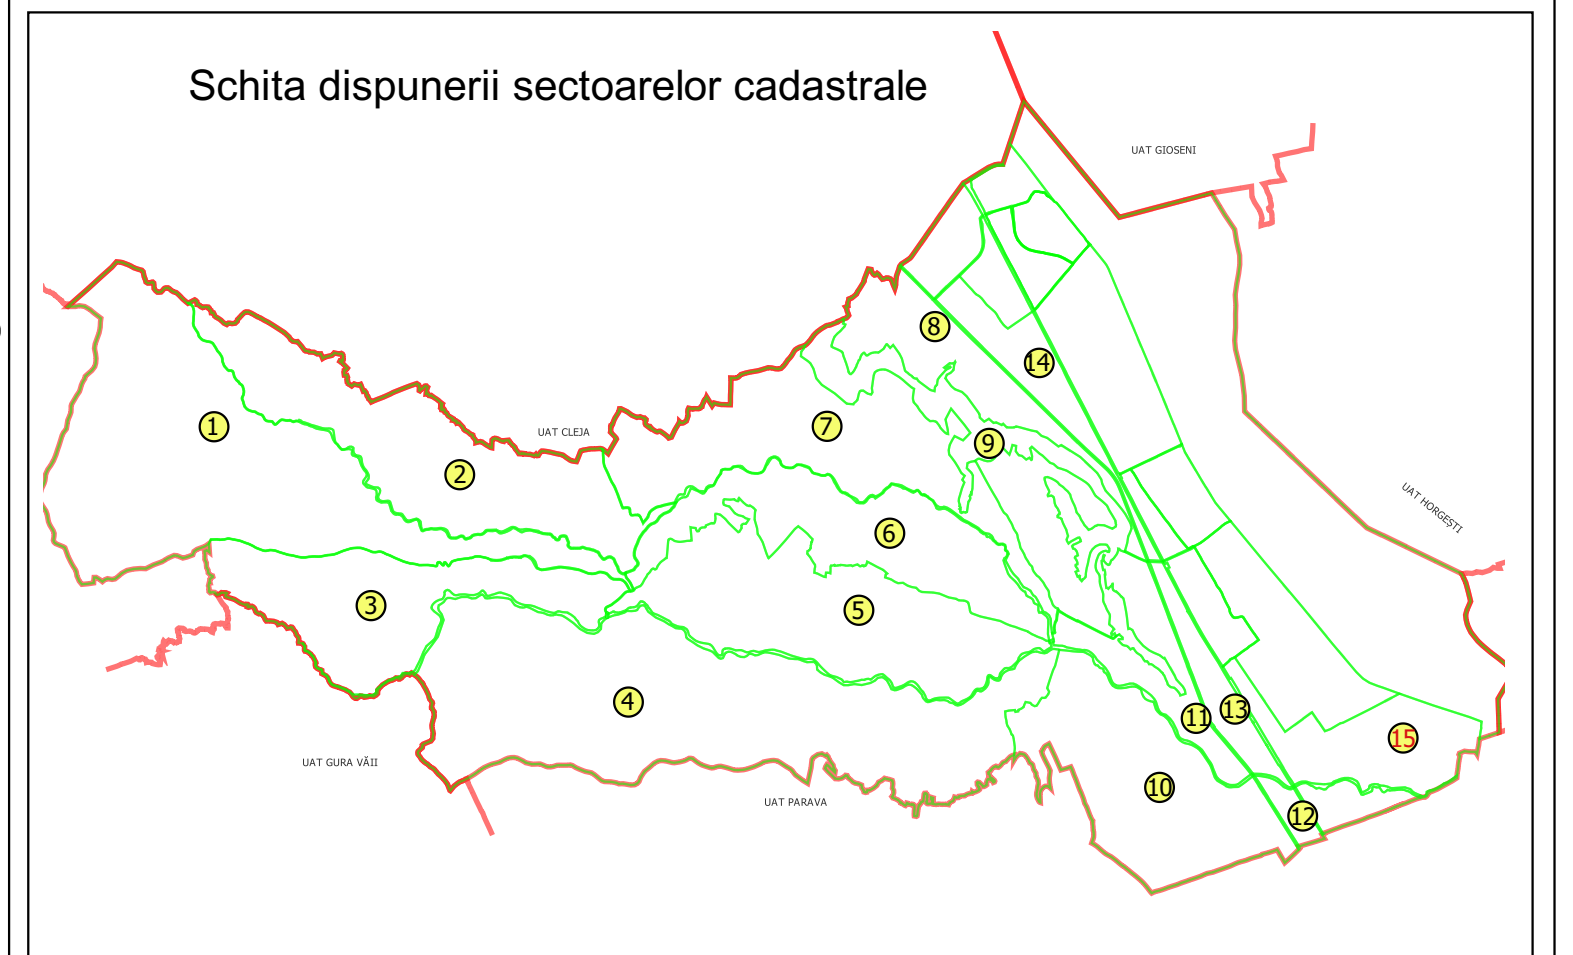 Schita dispunerii sectoarelor cadastrale
UAT GIOSENI
8
14
1
7
UAT CLEJA
9
2
UAT HORGEȘTI
6
3
5
4
11
13
15
UAT GURA VĂII
10
UAT PARAVA
12